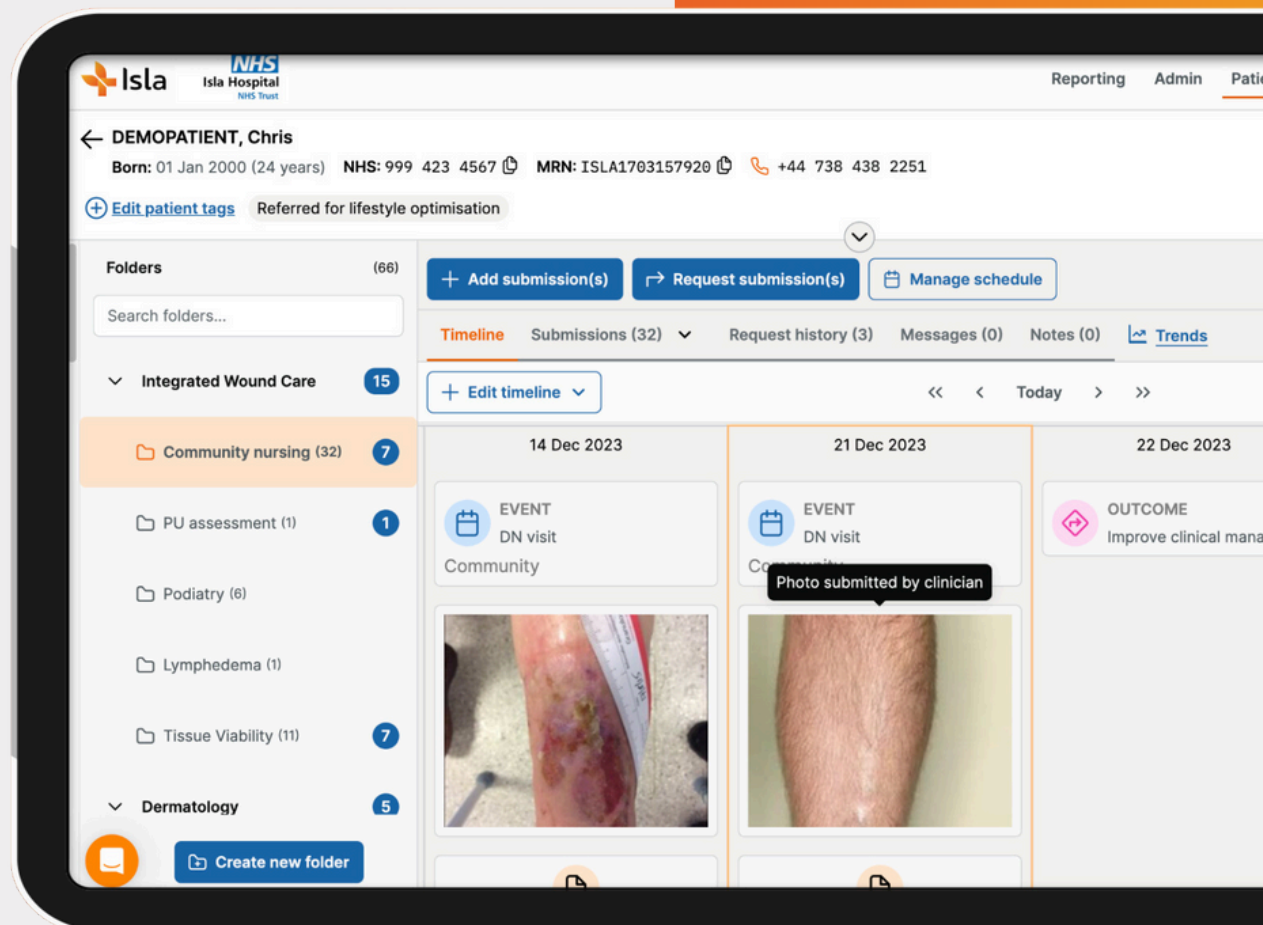 Isla
NHS
Isla Hospital
NHS Trust
Reporting Admin Pati
DEMOPATIENT, Chris
Born: 01 Jan 2000 (24 years) NHS: 999 423 4567 MRN: ISLA1703157920 +44 738 438 2251
Edit patient tags Referred for lifestyle optimisation
Folders (66)
Search folders...
Integrated Wound Care 15
Community nursing (32) 7
PU assessment (1) 1
Podiatry (6)
Lymphedema (1)
Tissue Viability (11) 7
Dermatology 5
Create new folder
+ Add submission(s) Request submission(s) Manage schedule
Timeline Submissions (32) Request history (3) Messages (0) Notes (0) Trends
+ Edit timeline << < Today > >>
14 Dec 2023 21 Dec 2023 22 Dec 2023
EVENT
DN visit
Community
EVENT
DN visit
Photo submitted by clinician
OUTCOME
Improve clinical mana